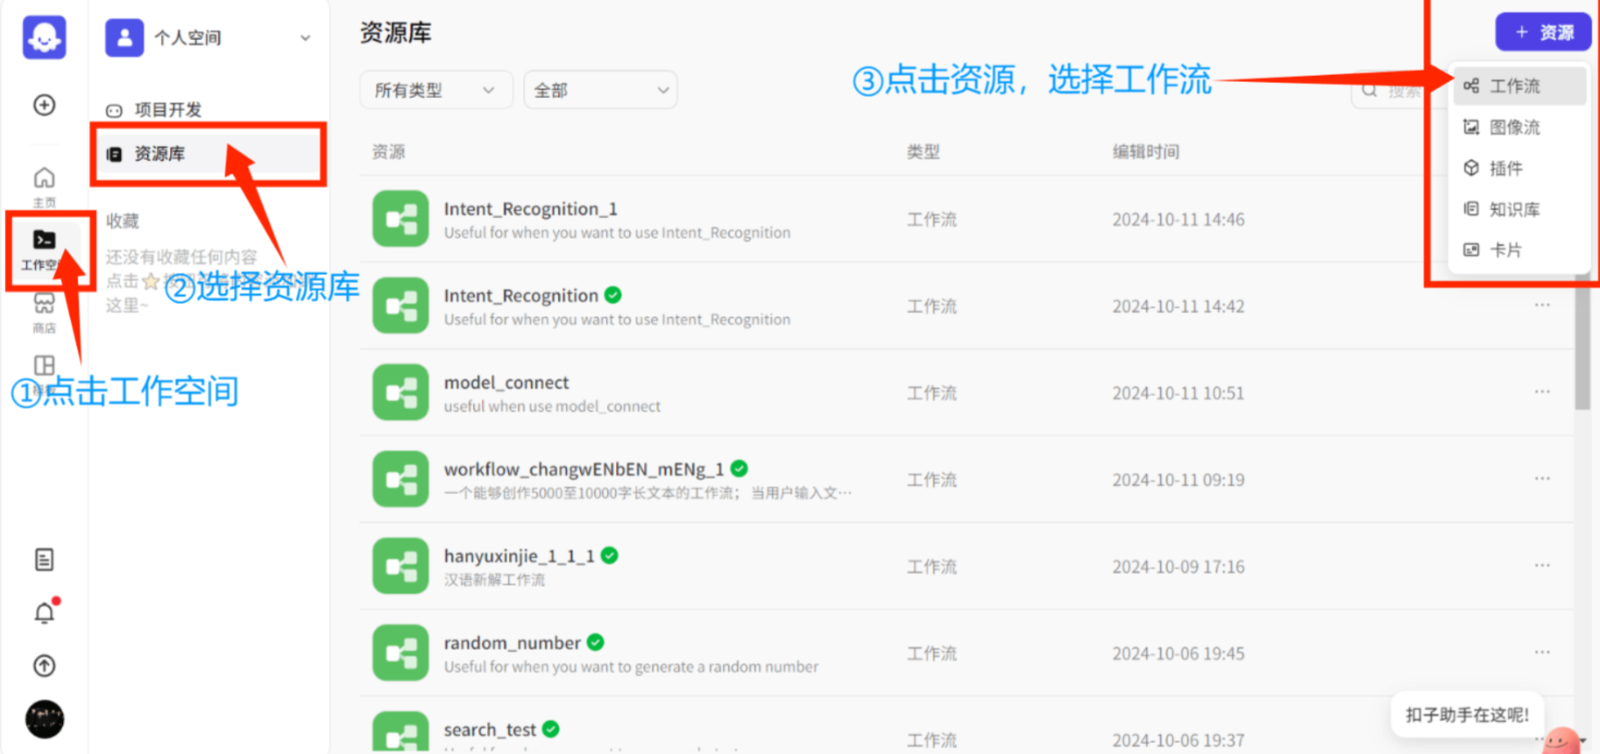 个人空间
项目开发
资源库
主页
工作空
收藏
还没有收藏任何内容
点击
这里~
商店
①点击工作空间
②选择资源库
资源库
所有类型
全部
③点击资源，选择工作流
搜索
+ 资源
工作流
图像流
插件
知识库
卡片
资源 类型 编辑时间
Intent_Recognition_1
Useful for when you want to use Intent_Recognition
工作流 2024-10-11 14:46
Intent_Recognition
Useful for when you want to use Intent_Recognition
工作流 2024-10-11 14:42
model_connect
useful when use model_connect
工作流 2024-10-11 10:51
workflow_changwENbEN_mENg_1
一个能够创作5000至10000字长文本的工作流；当用户输入文···
工作流 2024-10-11 09:19
hanyuxinjie_1_1_1
汉语新解工作流
工作流 2024-10-09 17:16
random_number
Useful for when you want to generate a random number
工作流 2024-10-06 19:45
search_test
工作流 2024-10-06 19:37
扣子助手在这呢!